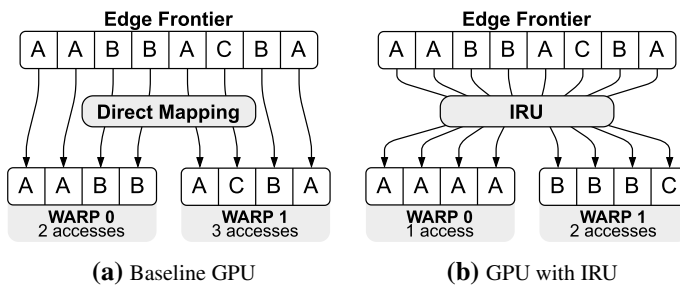 Edge Frontier
A A B B A C B A
Direct Mapping
A A B B
WARP 0
2 accesses
A C B A
WARP 1
3 accesses
(a) Baseline GPU
Edge Frontier
A A B B A C B A
IRU
A A A A
WARP 0
1 access
B B B C
WARP 1
2 accesses
(b) GPU with IRU